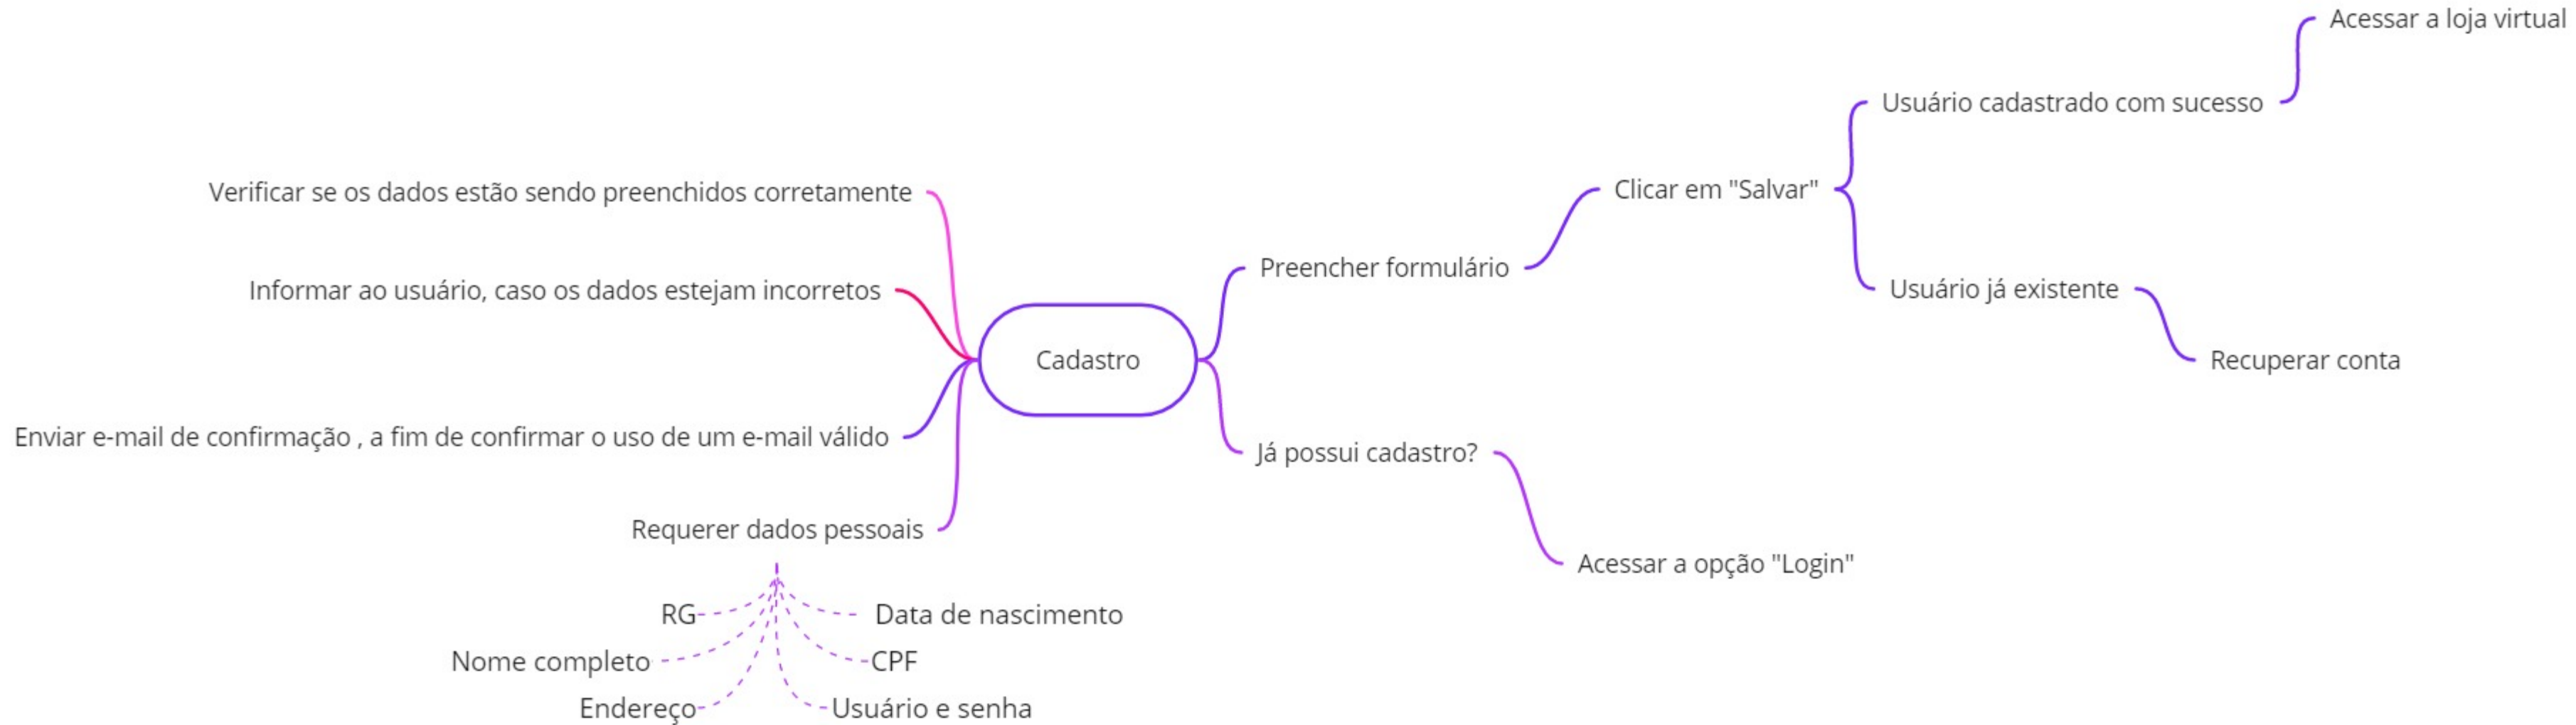 Acessar a loja virtual
Usuário cadastrado com sucesso
Verificar se os dados estão sendo preenchidos corretamente
Clicar em "Salvar"
Preencher formulário
Informar ao usuário, caso os dados estejam incorretos
Usuário já existente
Cadastro
Recuperar conta
Enviar e-mail de confirmação , a fim de confirmar o uso de um e-mail válido
Já possui cadastro?
Requerer dados pessoais
Acessar a opção "Login"
RG
Data de nascimento
Nome completo
CPF
Endereço
Usuário e senha